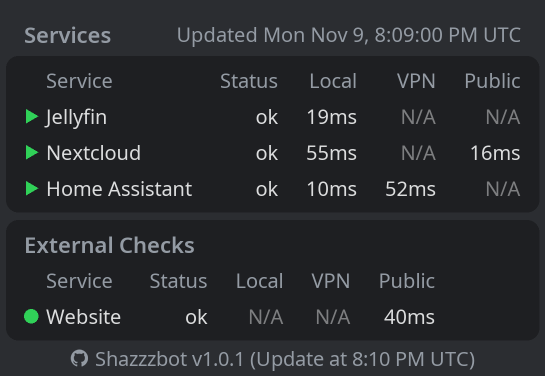 Services Updated Mon Nov 9, 8:09:00 PM UTC
Service Status Local VPN Public
Jellyfin ok 19ms N/A N/A
Nextcloud ok 55ms N/A 16ms
Home Assistant ok 10ms 52ms N/A
External Checks
Service Status Local VPN Public
Website ok N/A N/A 40ms
Shazzzbot v1.0.1 (Update at 8:10 PM UTC)